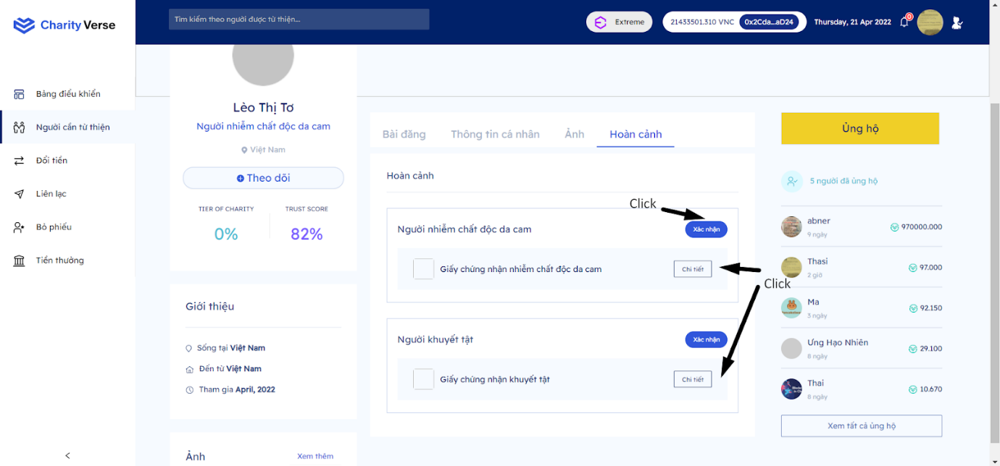 Charity Verse
Tìm kiếm theo người được từ thiện...
Extreme
21433501.310 VNC
0x2Cda...aD24
Thursday, 21 Apr 2022
0
Bảng điều khiển
Người cần từ thiện
Đổi tiền
Liên lạc
Bỏ phiếu
Tiền thưởng
Lèo Thị Tơ
Người nhiễm chất độc da cam
Việt Nam
Theo dõi
TIER OF CHARITY
TRUST SCORE
0%
82%
Giới thiệu
Sống tại Việt Nam
Đến từ Việt Nam
Tham gia April, 2022
Ảnh
Xem thêm
Bài đăng
Thông tin cá nhân
Ảnh
Hoàn cảnh
Hoàn cảnh
Click
Người nhiễm chất độc da cam
Xác nhận
Giấy chứng nhận nhiễm chất độc da cam
Chi tiết
Click
Người khuyết tật
Xác nhận
Giấy chứng nhận khuyết tật
Chi tiết
Ủng hộ
5 người đã ủng hộ
abner
9 ngày
970000.000
Thasi
2 giờ
97.000
Ma
3 ngày
92.150
Ưng Hạo Nhiên
8 ngày
29.100
Thai
8 ngày
10.670
Xem tất cả ủng hộ